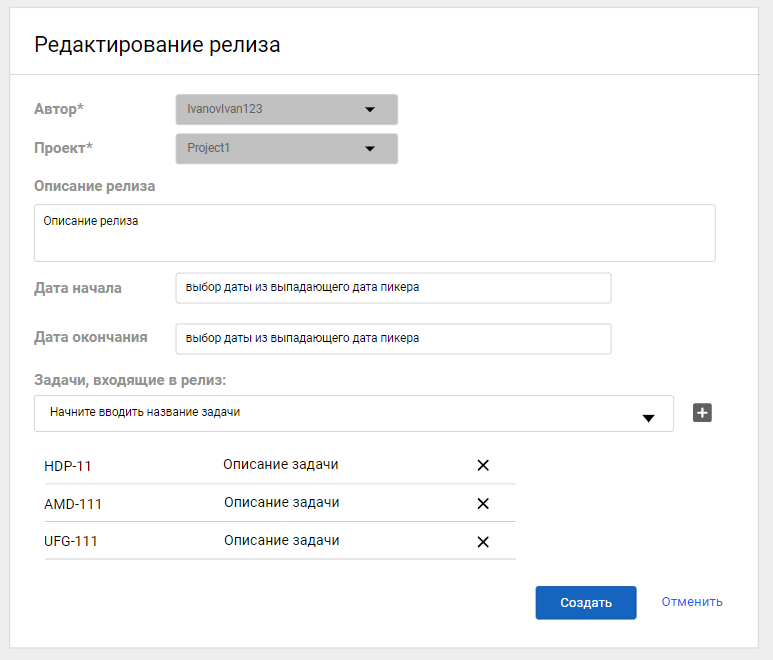 Редактирование релиза
Автор* IvanovIvan123
Проект* Project1
Описание релиза
Описание релиза
Дата начала выбор даты из выпадающего дата пикера
Дата окончания выбор даты из выпадающего дата пикера
Задачи, входящие в релиз:
Начните вводить название задачи
HDP-11 Описание задачи
AMD-111 Описание задачи
UFG-111 Описание задачи
Создать Отменить